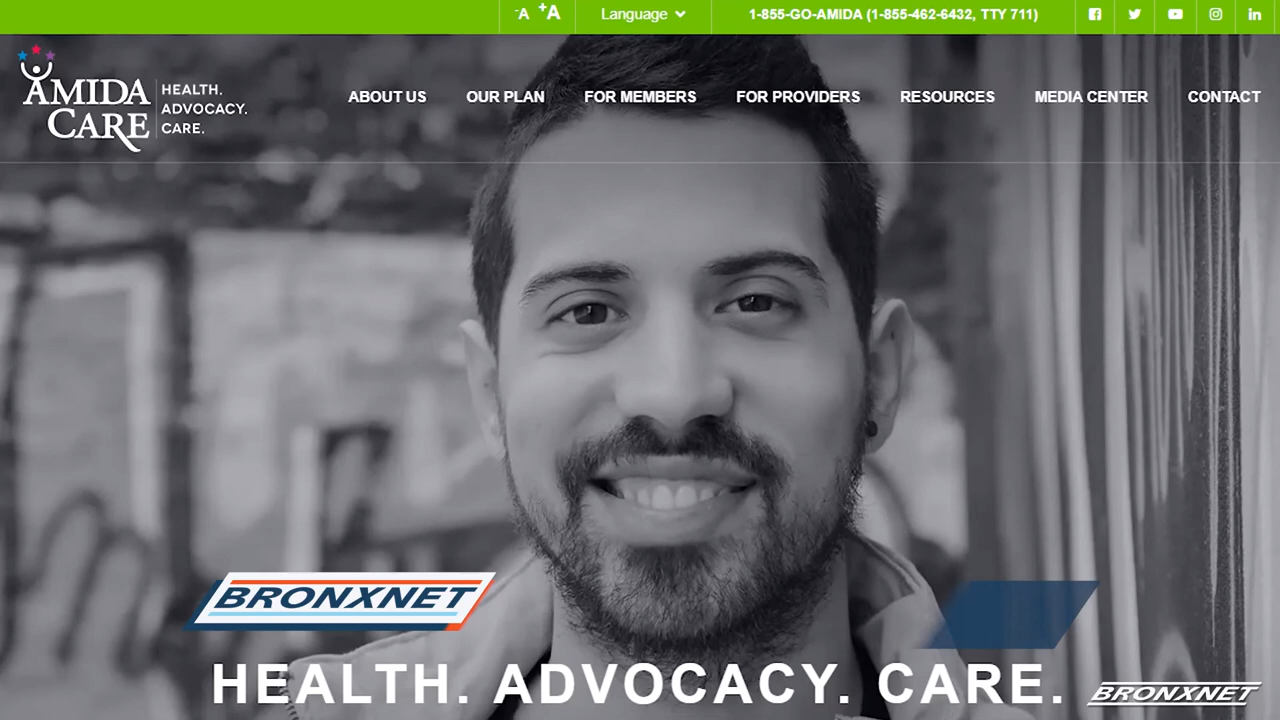 -A +A Language 1-855-GO-AMIDA (1-855-462-6432, TTY 711)
AMIDA CARE
HEALTH.
ADVOCACY.
CARE.
ABOUT US OUR PLAN FOR MEMBERS FOR PROVIDERS RESOURCES MEDIA CENTER CONTACT
BRONXNET
HEALTH. ADVOCACY. CARE.
BRONXNET